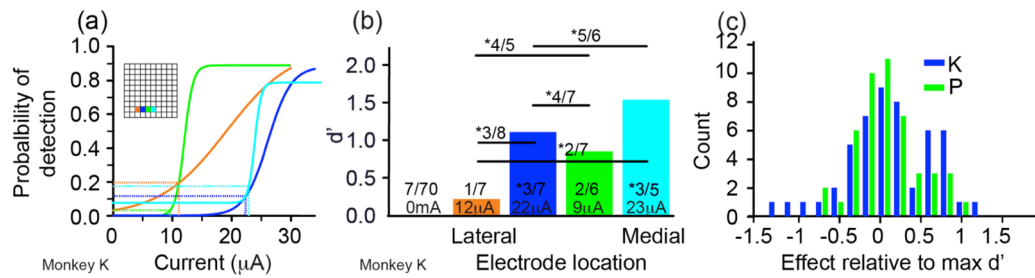 (a)
Probalbility of
detection
1.0
0.8
0.6
0.4
0.2
0.0
0
10
20
30
Monkey K
Current (μA)
(b)
d'
2.0
1.5
1.0
0.5
0.0
*5/6
*4/5
*4/7
*3/8
*2/7
7/70
0mA
1/7
12μA
*3/7
22μA
2/6
9μA
*3/5
23μA
Lateral
Medial
Monkey K
Electrode location
(c)
Count
12
10
8
6
4
2
0
K
P
-1.5
-1
-0.5
0
0.5
1
1.5
Effect relative to max d'